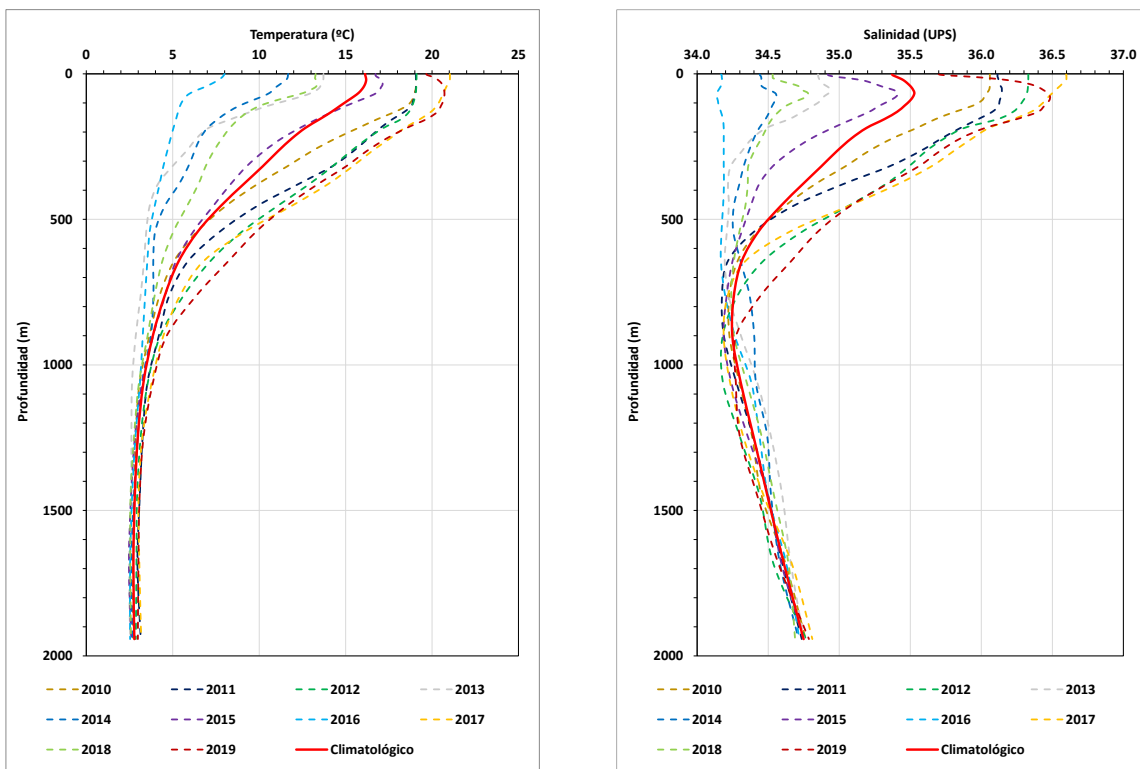 Temperatura (ºC)
0 5 10 15 20 25
0
500
1000
1500
2000
Profundidad (m)
2010 2011 2012 2013
2014 2015 2016 2017
2018 2019 Climatológico
Salinidad (UPS)
34.0 34.5 35.0 35.5 36.0 36.5 37.0
0
500
1000
1500
2000
Profundidad (m)
2010 2011 2012 2013
2014 2015 2016 2017
2018 2019 Climatológico